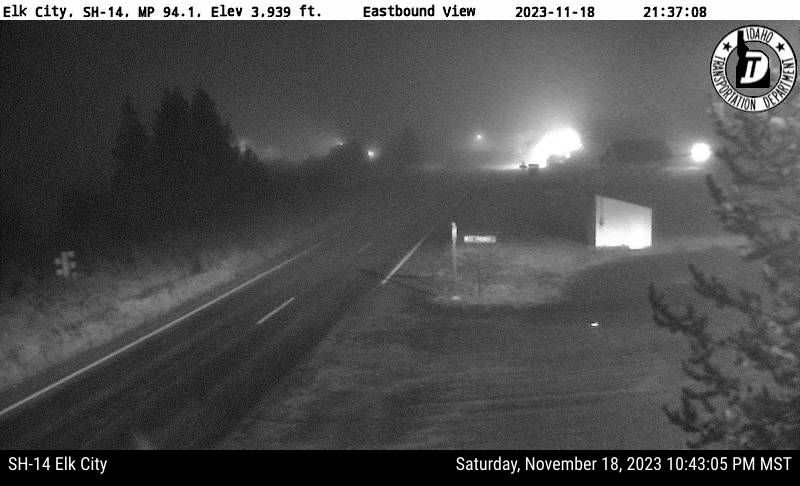 Elk City, SH-14, MP 94.1, Elev 3,939 ft. Eastbound View 2023-11-18 21:37:08
IDAHO
TRANSPORTATION DEPARTMENT
SH-14 Elk City Saturday, November 18, 2023 10:43:05 PM MST